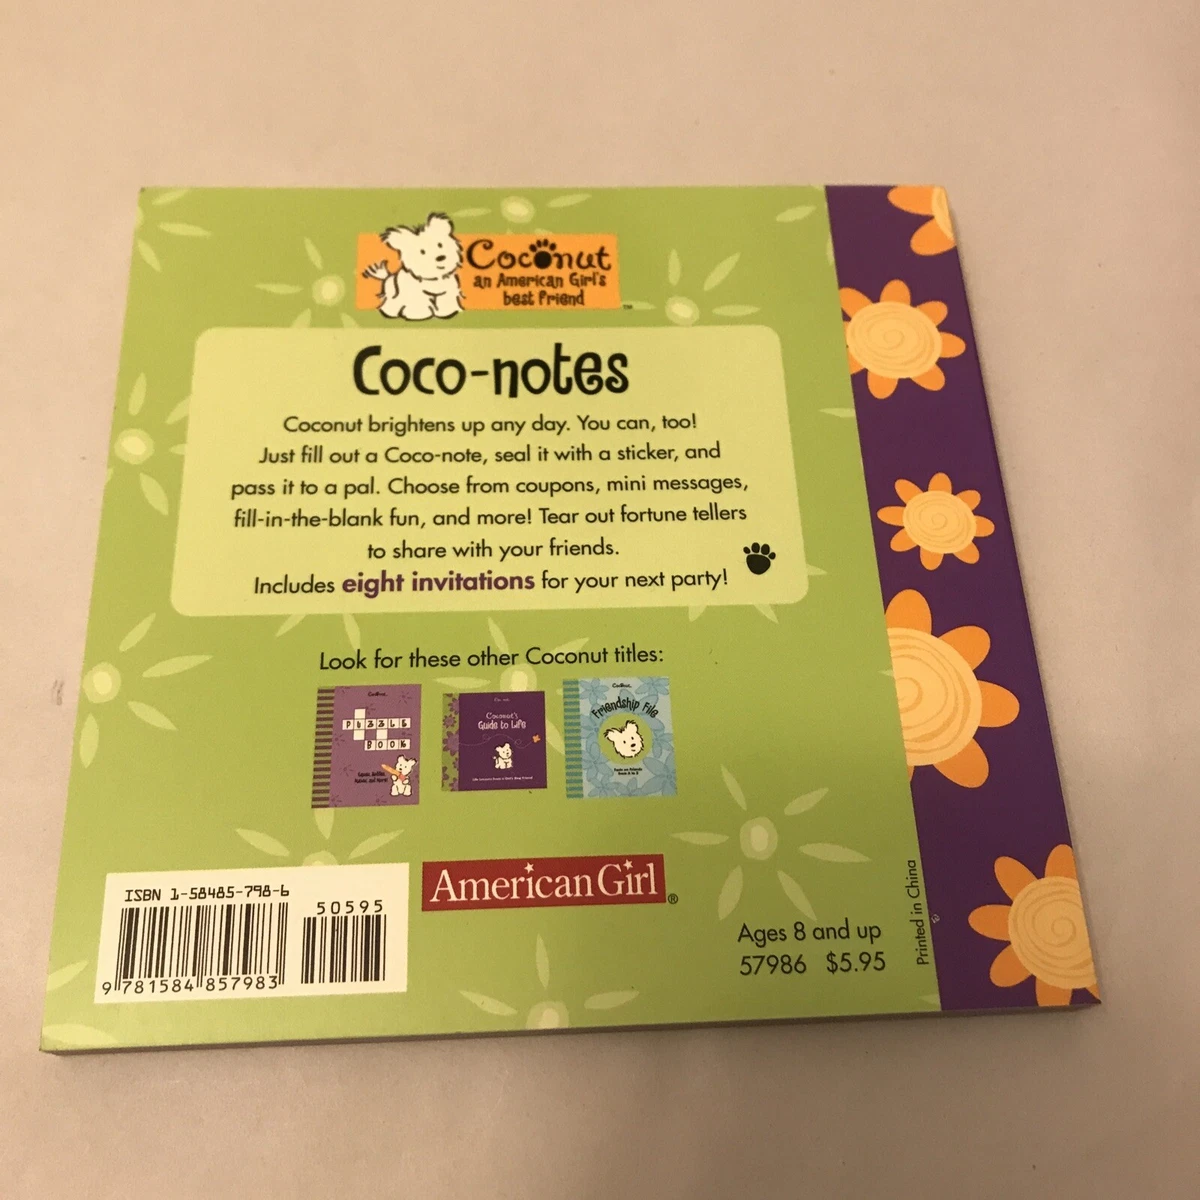 Coconut
an American Girl's
best friend
™
Coco-notes
Coconut brightens up any day. You can, too!
Just fill out a Coco-note, seal it with a sticker, and
pass it to a pal. Choose from coupons, mini messages,
fill-in-the-blank fun, and more! Tear out fortune tellers
to share with your friends.
Includes eight invitations for your next party!
Look for these other Coconut titles:
PUZZLE
BOOK
Coconut's
Guide to Life
Friendship File
ISBN 1-58485-798-6
50595
9 781584 857983
American Girl®
Ages 8 and up
57986 $5.95
Printed in China